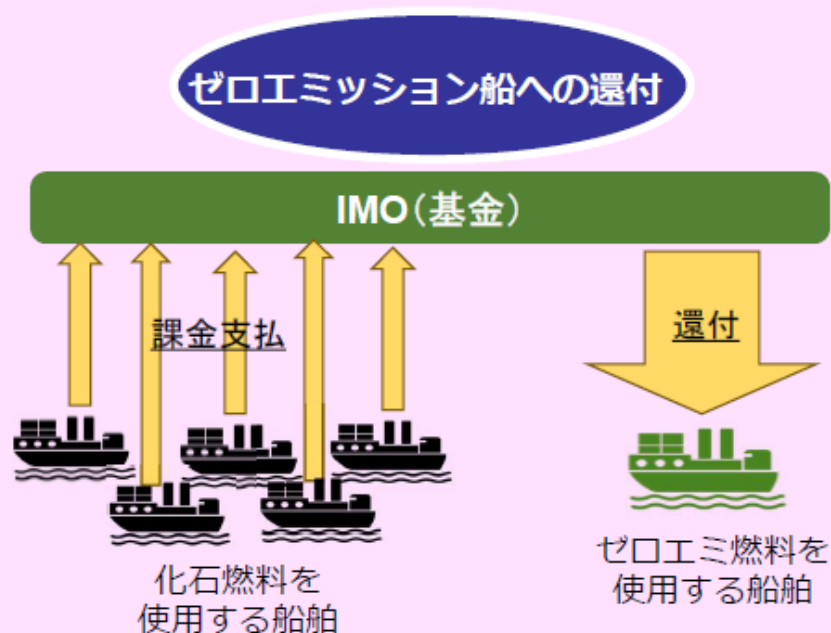 ゼロエミッション船への還付
IMO（基金）
課金支払
還付
化石燃料を
使用する船舶
ゼロエミ燃料を
使用する船舶